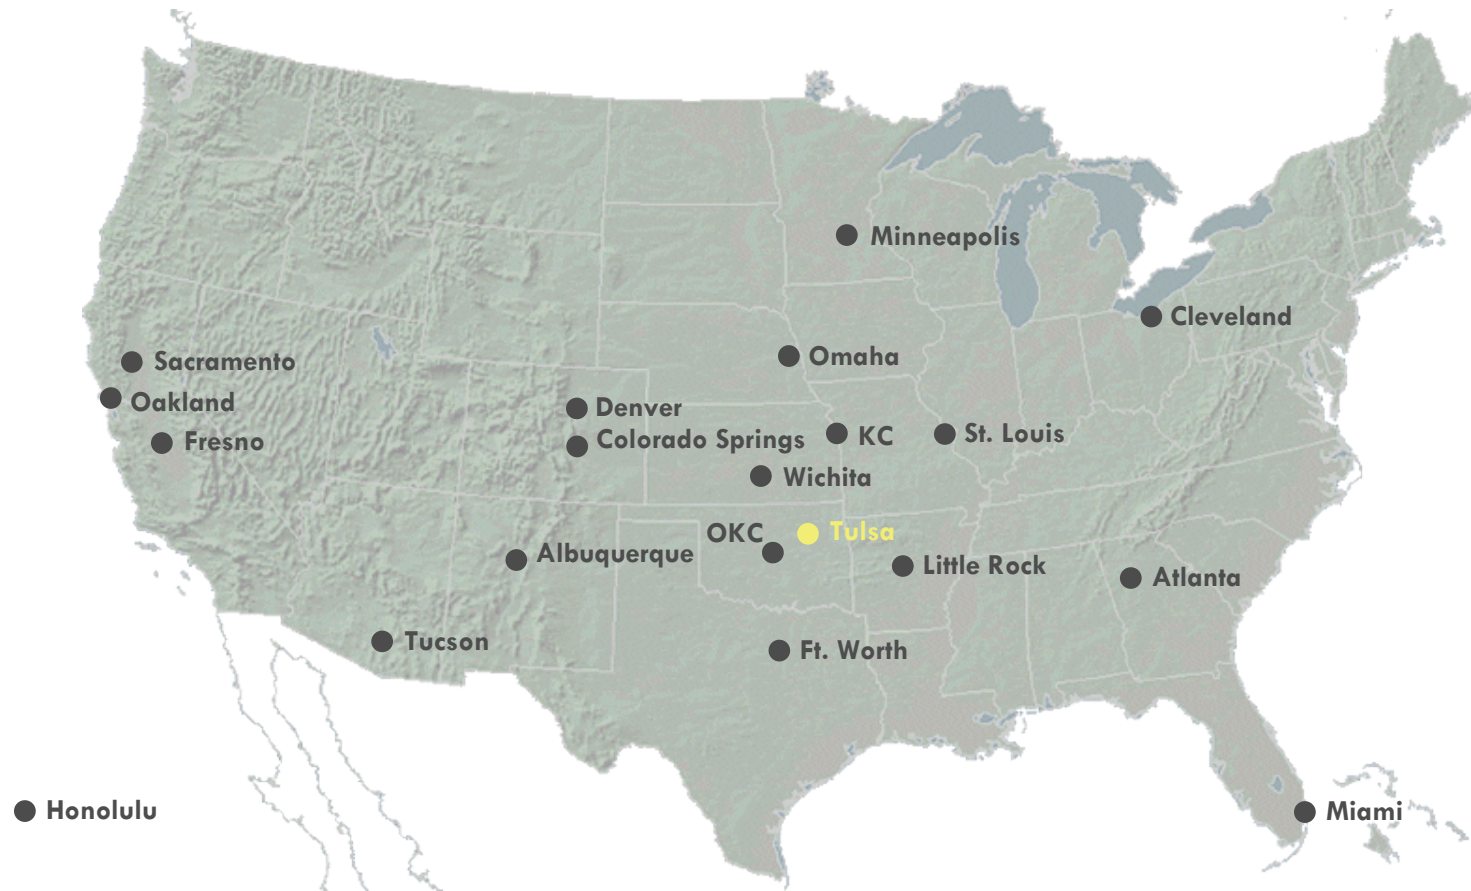 Minneapolis
Cleveland
Omaha
Sacramento
Oakland
Denver
Colorado Springs
KC
St. Louis
Fresno
Wichita
OKC
Tulsa
Albuquerque
Little Rock
Atlanta
Tucson
Ft. Worth
Honolulu
Miami